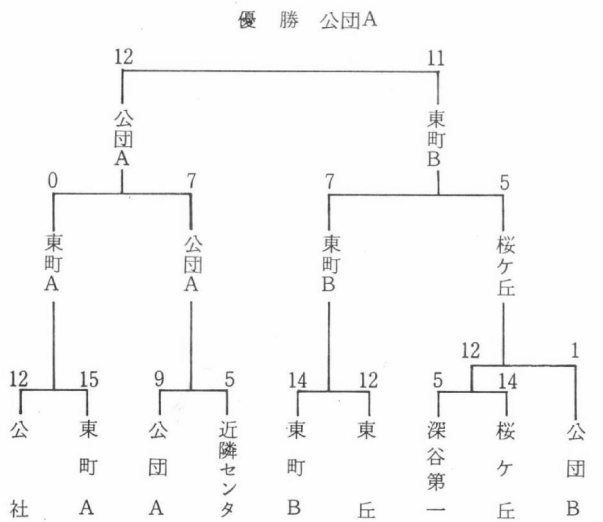 優勝 公団A
12 11
公団A 東町B
0 7 7 5
東町A 公団A 東町B 桜ケ丘
12 1
12 15 9 5 14 12 5 14
公社 東町A 公団A 近隣センタ 東町B 東丘 深谷第一 桜ケ丘 公団B